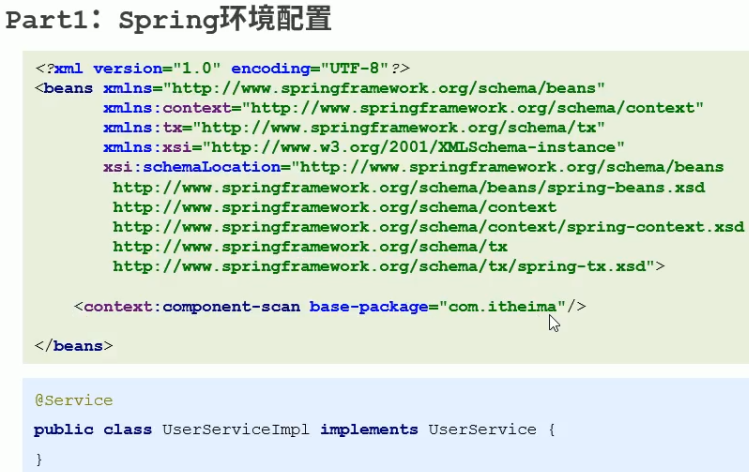 Part1: Spring环境配置
<?xml version="1.0" encoding="UTF-8"?>
<beans xmlns="http://www.springframework.org/schema/beans"
xmlns:context="http://www.springframework.org/schema/context"
xmlns:tx="http://www.springframework.org/schema/tx"
xmlns:xsi="http://www.w3.org/2001/XMLSchema-instance"
xsi:schemaLocation="http://www.springframework.org/schema/beans
http://www.springframework.org/schema/beans/spring-beans.xsd
http://www.springframework.org/schema/context
http://www.springframework.org/schema/context/spring-context.xsd
http://www.springframework.org/schema/tx
http://www.springframework.org/schema/tx/spring-tx.xsd">
<context:component-scan base-package="com.itheima"/>
</beans>
@Service
public class UserServiceImpl implements UserService {
}